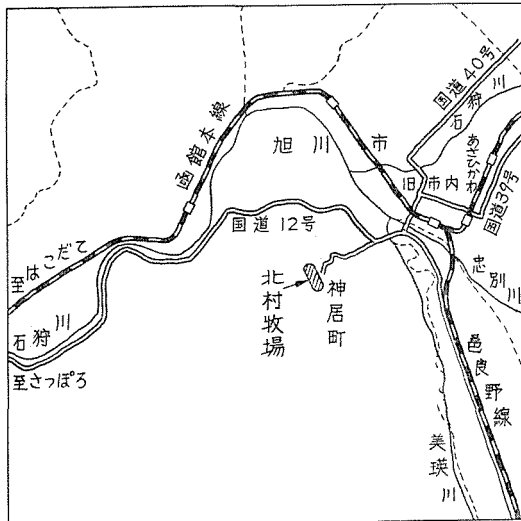 国道40号
石狩川
あさひかわ
函館本線
旭川市
旧市内
国道39号
国道12号
至はこだて
忠別川
北村牧場
神居町
石狩川
至さっぽろ
邑良野線
美瑛川